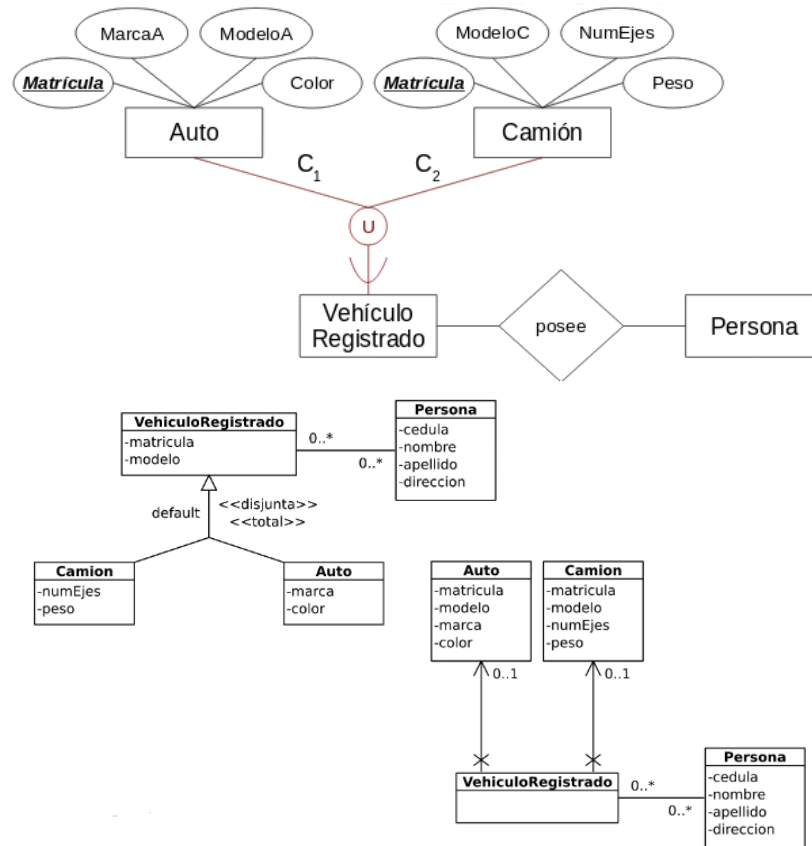 MarcaA
ModeloA
Matrícula
Color
Auto
ModeloC
NumEjes
Matrícula
Peso
Camión
C1
C2
U
Vehículo
Registrado
posee
Persona
VehiculoRegistrado
-matricula
-modelo
0..*
0..*
Persona
-cedula
-nombre
-apellido
-direccion
default
<<disjunta>>
<<total>>
Camion
-numEjes
-peso
Auto
-marca
-color
Auto
-matricula
-modelo
-marca
-color
Camion
-matricula
-modelo
-numEjes
-peso
0..1
0..1
VehiculoRegistrado
0..*
0..*
Persona
-cedula
-nombre
-apellido
-direccion